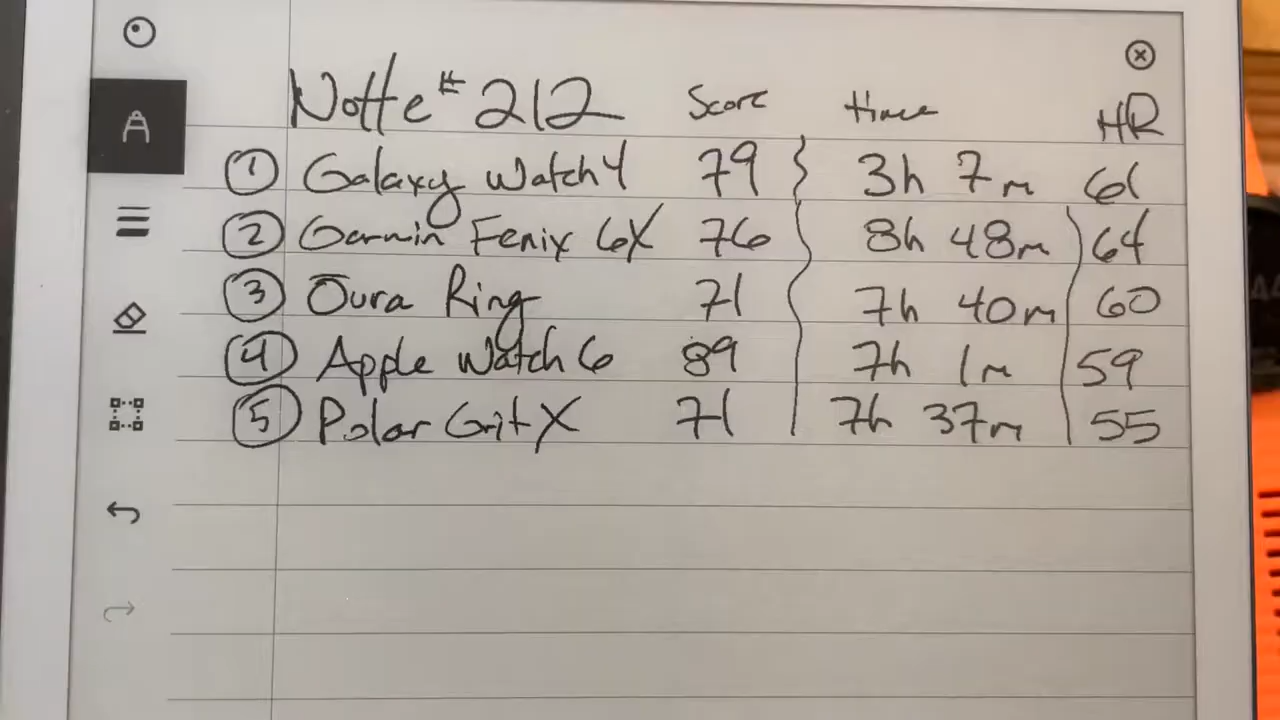 Notte #212 Score time HR
① Galaxy Watch 4 79 3h 7m 61
② Garmin Fenix 6X 76 8h 48m 64
③ Oura Ring 71 7h 40m 60
④ Apple Watch 6 89 7h 1m 59
⑤ Polar Grit X 71 7h 37m 55